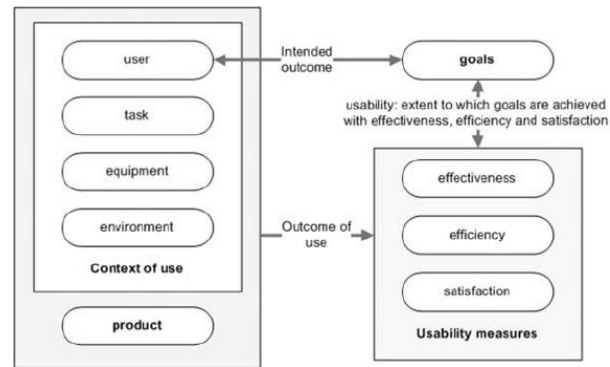 user
Intended
outcome
goals
usability: extent to which goals are achieved
with effectiveness, efficiency and satisfaction
task
equipment
environment
Context of use
product
Outcome of
use
effectiveness
efficiency
satisfaction
Usability measures